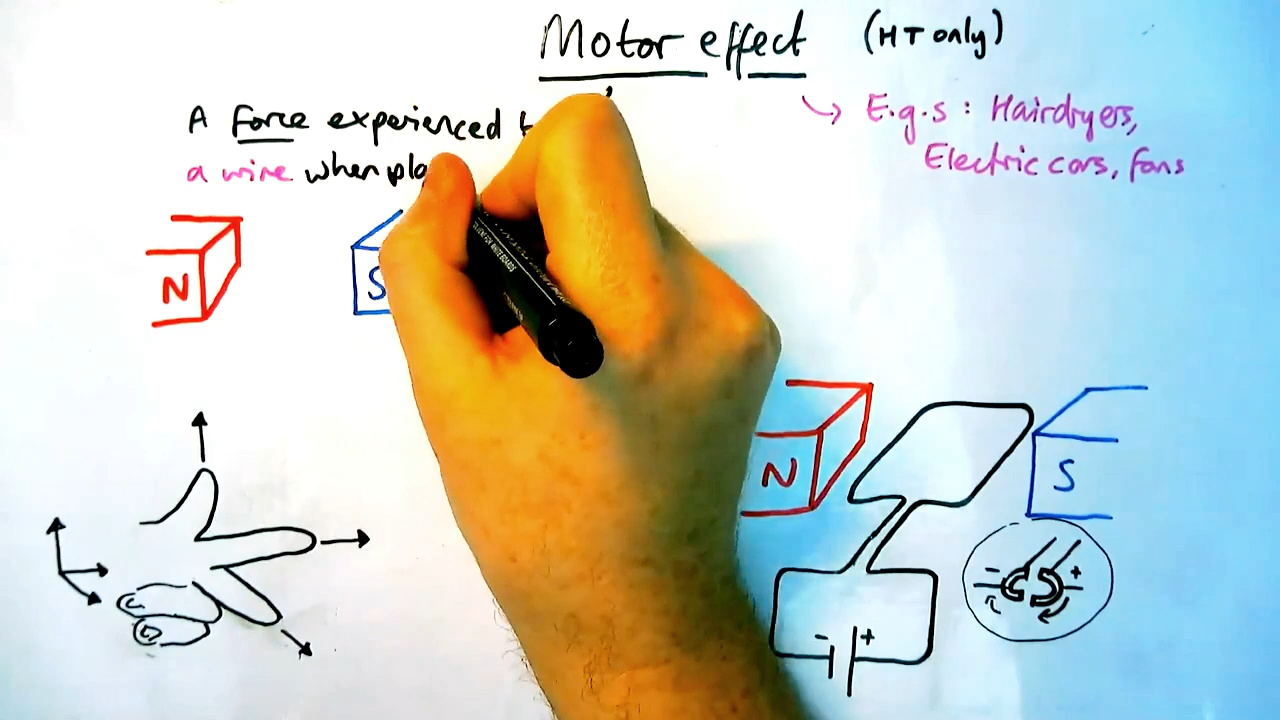 Motor effect (HT only)
A Force experienced
a wire when
↳ E.g.s : Hairdryers,
Electric cars, fans
N
S
N
S
- +
- +